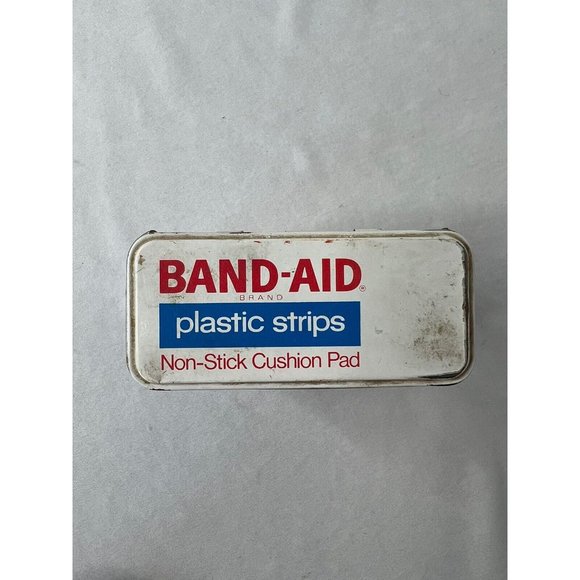 BAND-AID®
BRAND
plastic strips
Non-Stick Cushion Pad